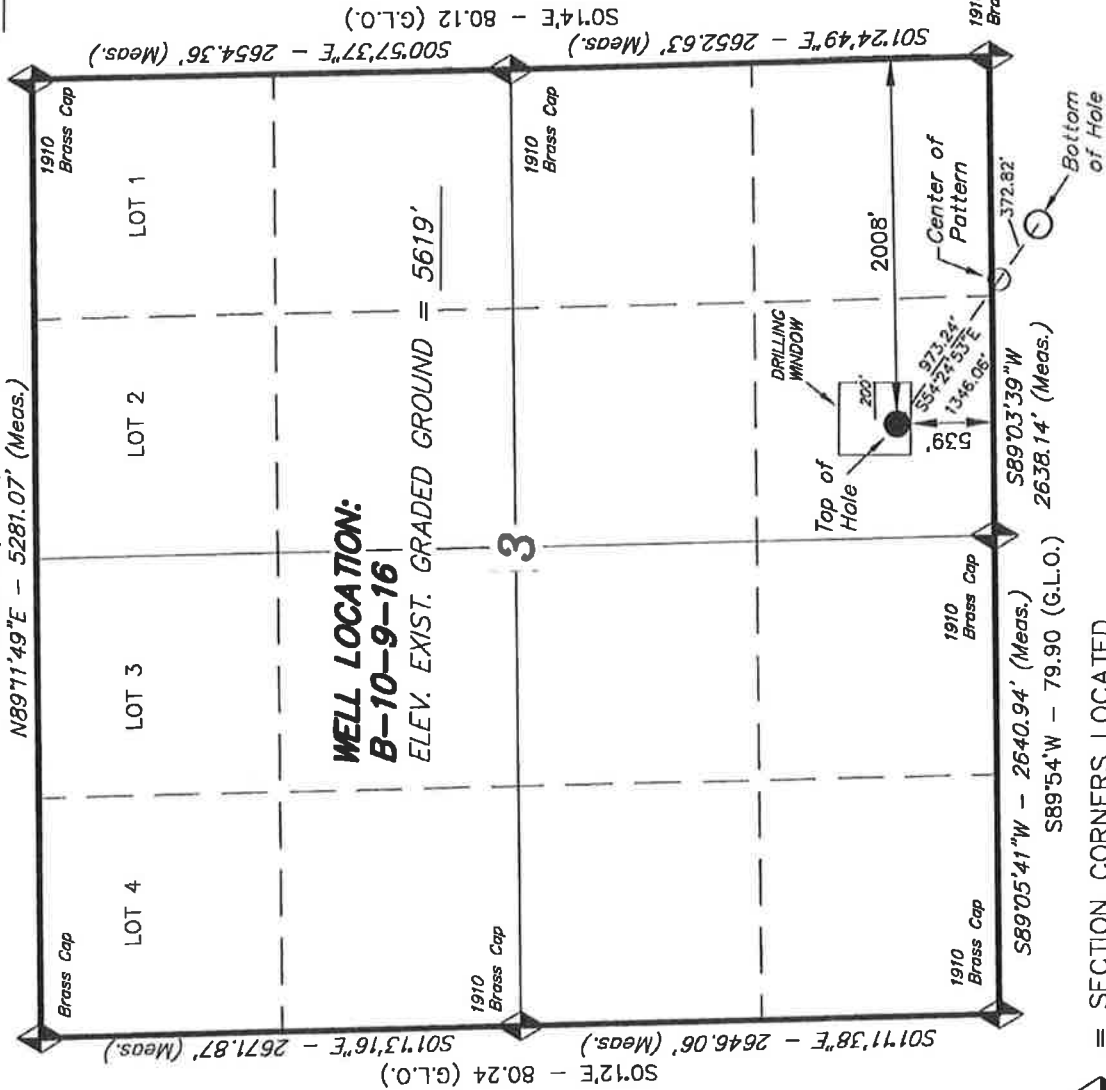 N89°11'49"E - 5281.07' (Meas.)
Brass Cap
1910
Brass Cap
LOT 4
LOT 3
LOT 2
LOT 1
S01°13'16"E - 2671.87' (Meas.)
S0°12'E - 80.24 (G.L.O.)
S00°57'37"E - 2654.36' (Meas.)
S0°14'E - 80.12 (G.L.O.)
WELL LOCATION:
B-10-9-16
ELEV. EXIST. GRADED GROUND = 5619'
1910
Brass Cap
3
1910
Brass Cap
S01°11'38"E - 2646.06' (Meas.)
S01°24'49"E - 2652.63' (Meas.)
DRILLING
WINDOW
200'
2008'
Top of
Hole
539'
973.24'
S54°24'53"E
1346.06'
Center of
Pattern
372.82'
Bottom
of Hole
1910
Brass Cap
1910
Brass Cap
191
Bra
S89°05'41"W - 2640.94' (Meas.)
S89°03'39"W
2638.14' (Meas.)
S89°54'W - 79.90 (G.L.O.)
= SECTION CORNERS LOCATED